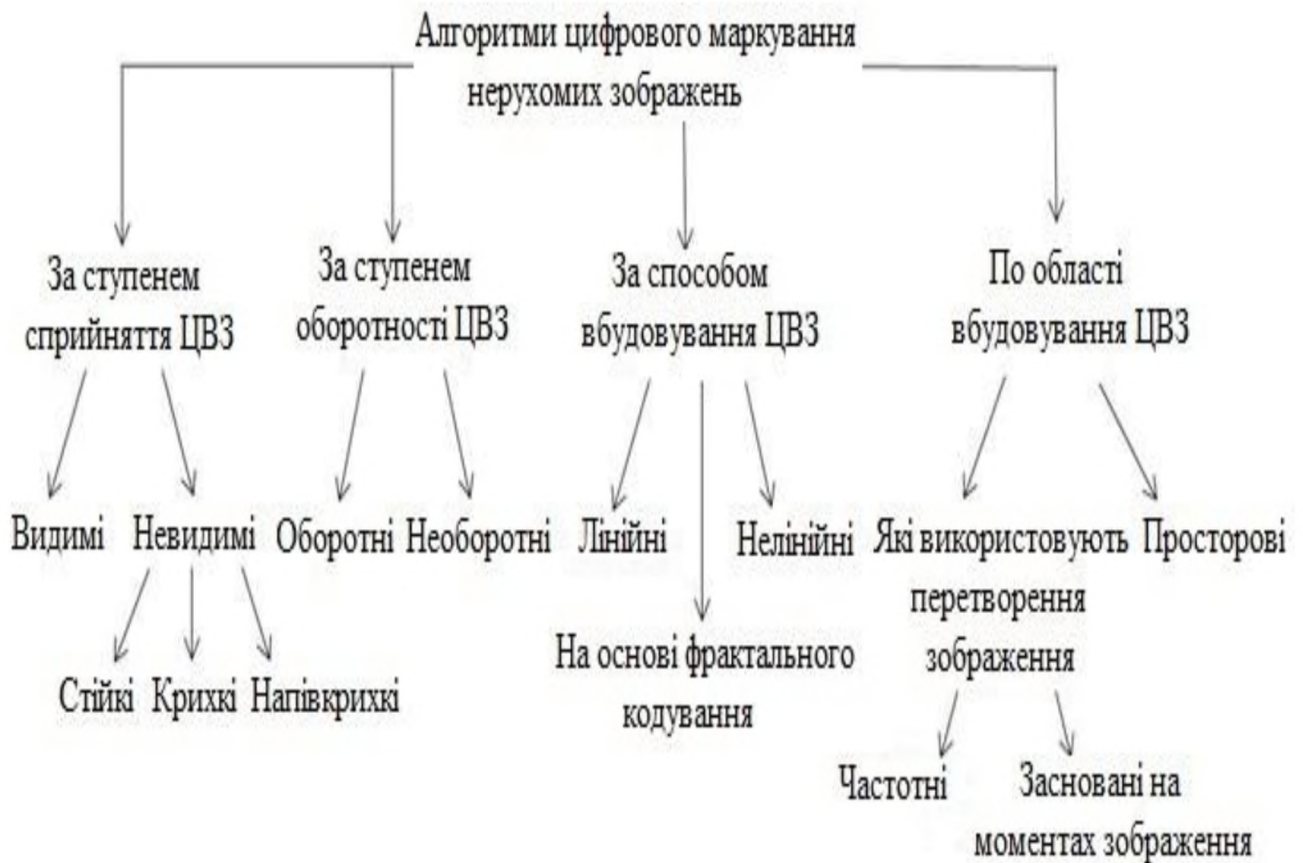 Алгоритми цифрового маркування
нерухомих зображень
За ступенем
сприйняття ЦВЗ
За ступенем
оборотності ЦВЗ
За способом
вбудовування ЦВЗ
По області
вбудовування ЦВЗ
Видимі
Невидимі
Оборотні
Необоротні
Лінійні
Нелінійні
Які використовують
перетворення
зображення
Просторові
Стійкі
Крихкі
Напівкрихкі
На основі фрактального
кодування
Частотні
Засновані на
моментах зображення